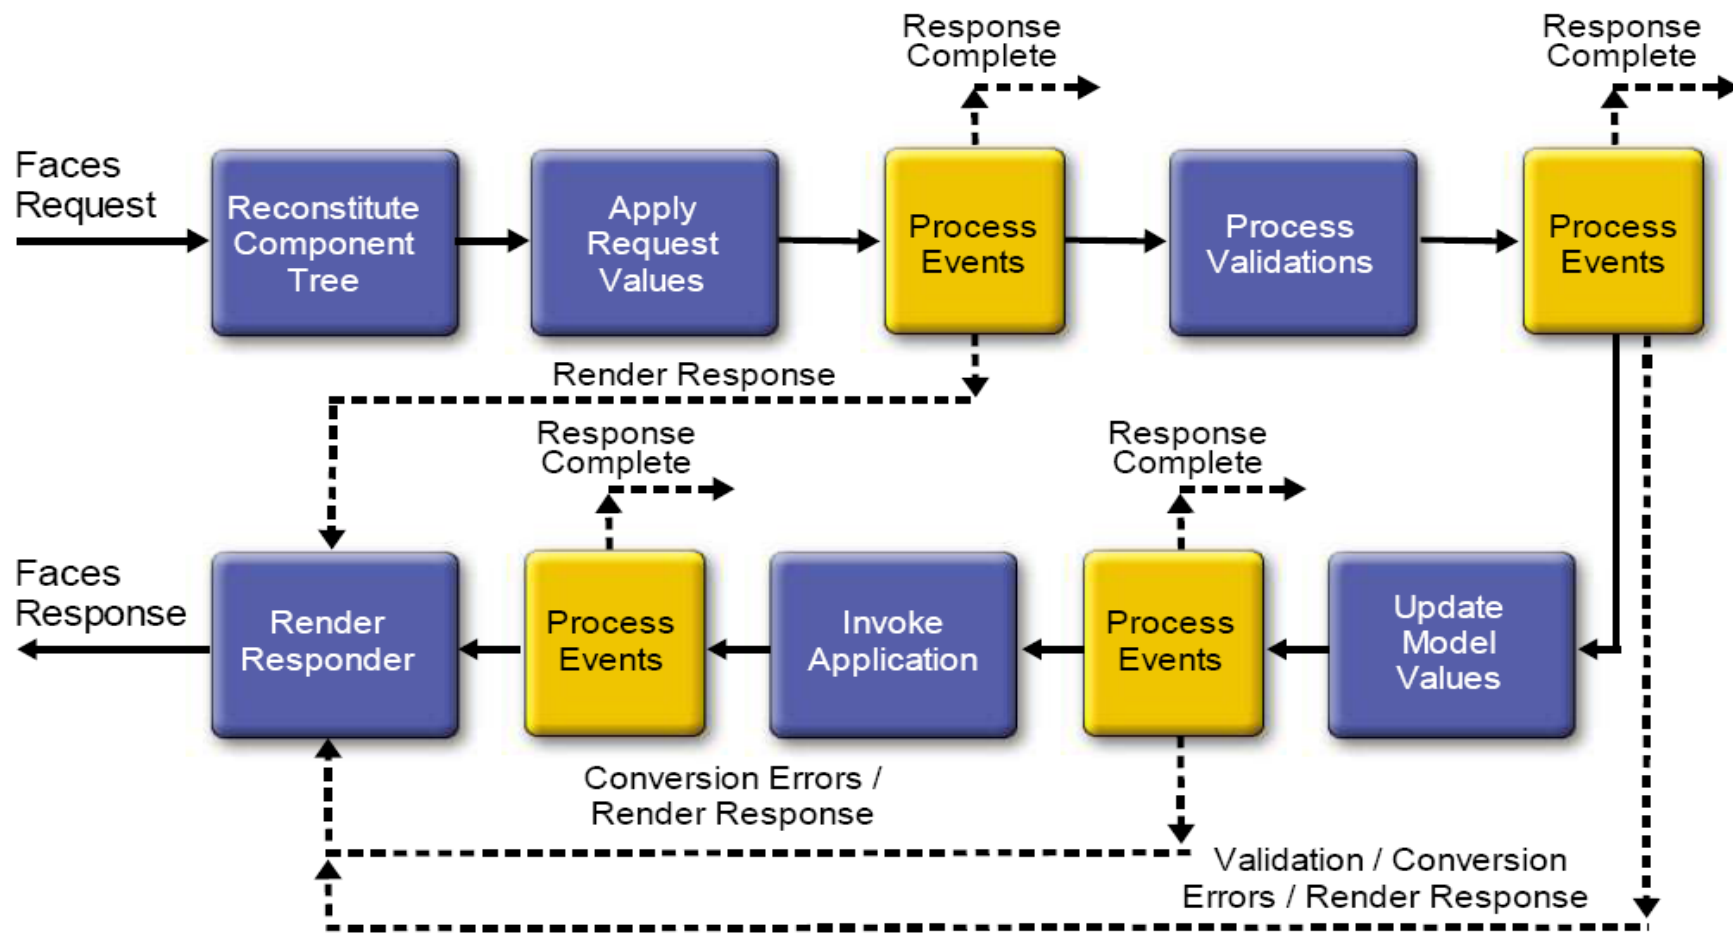 Response
Complete
Response
Complete
Faces
Request
Reconstitute
Component
Tree
Apply
Request
Values
Process
Events
Process
Validations
Process
Events
Render Response
Response
Complete
Response
Complete
Faces
Response
Render
Responder
Process
Events
Invoke
Application
Process
Events
Update
Model
Values
Conversion Errors /
Render Response
Validation / Conversion
Errors / Render Response